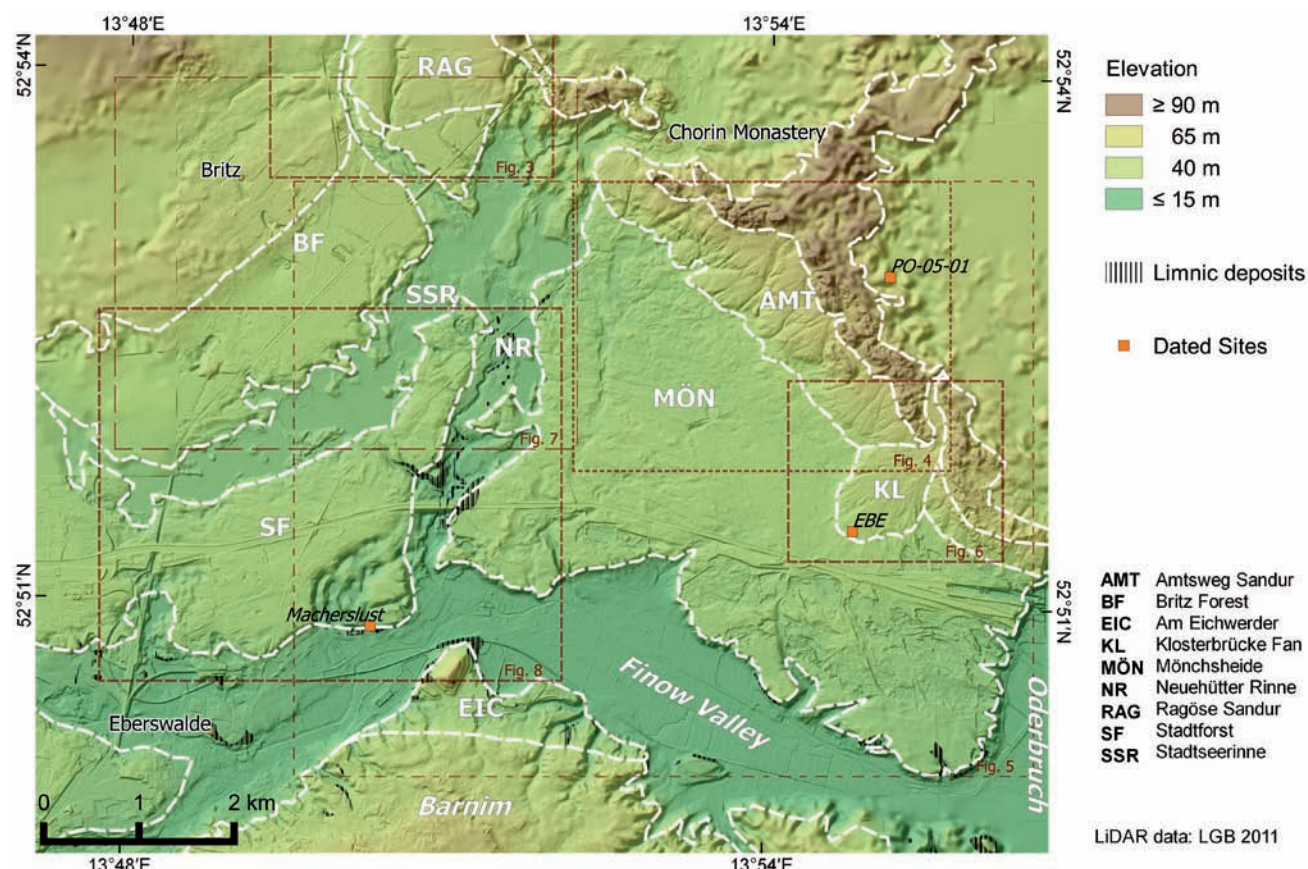 13°48'E
13°54'E
52°54'N
52°54'N
RAG
Chorin Monastery
Britz
Fig. 3
BF
PO-05-01
SSR
AMT
NR
MÖN
Fig. 7
Fig. 4
KL
SF
EBE
Fig. 6
52°51'N
52°51'N
Macherslust
Fig. 8
Finow Valley
EIC
Eberswalde
Oderbruch
Fig. 5
Barnim
0 1 2 km
13°48'E
13°54'E
Elevation
≥ 90 m
65 m
40 m
≤ 15 m
Limnic deposits
Dated Sites
AMT Amtsweg Sandur
BF Britz Forest
EIC Am Eichwerder
KL Klosterbrücke Fan
MÖN Mönchsheide
NR Neuehütter Rinne
RAG Ragöse Sandur
SF Stadtforst
SSR Stadtseerinne
LiDAR data: LGB 2011